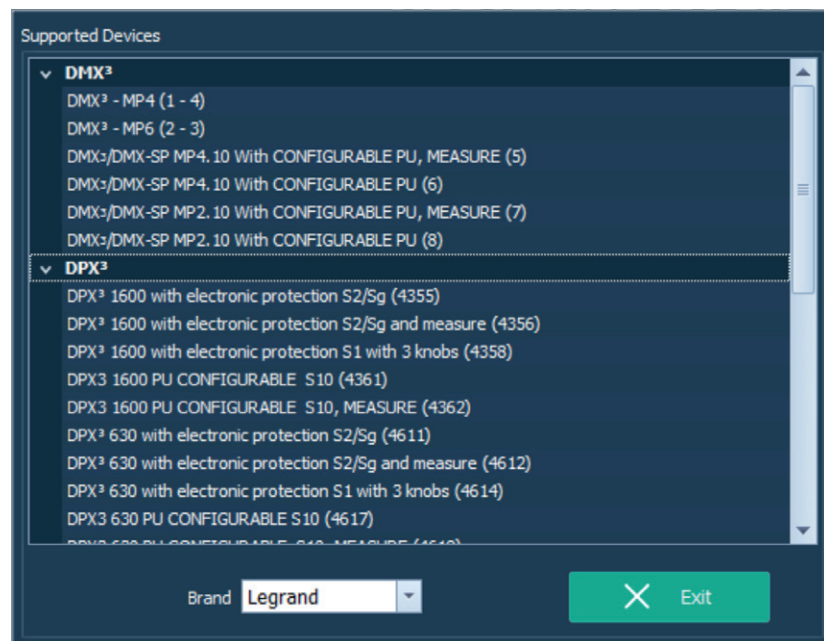 Supported Devices
DMX³
DMX³ - MP4 (1 - 4)
DMX³ - MP6 (2 - 3)
DMX³/DMX-SP MP4.10 With CONFIGURABLE PU, MEASURE (5)
DMX³/DMX-SP MP4.10 With CONFIGURABLE PU (6)
DMX³/DMX-SP MP2.10 With CONFIGURABLE PU, MEASURE (7)
DMX³/DMX-SP MP2.10 With CONFIGURABLE PU (8)
DPX³
DPX³ 1600 with electronic protection S2/Sg (4355)
DPX³ 1600 with electronic protection S2/Sg and measure (4356)
DPX³ 1600 with electronic protection S1 with 3 knobs (4358)
DPX3 1600 PU CONFIGURABLE S10 (4361)
DPX3 1600 PU CONFIGURABLE S10, MEASURE (4362)
DPX³ 630 with electronic protection S2/Sg (4611)
DPX³ 630 with electronic protection S2/Sg and measure (4612)
DPX³ 630 with electronic protection S1 with 3 knobs (4614)
DPX3 630 PU CONFIGURABLE S10 (4617)
DPX3 630 PU CONFIGURABLE S10, MEASURE
Brand Legrand
Exit